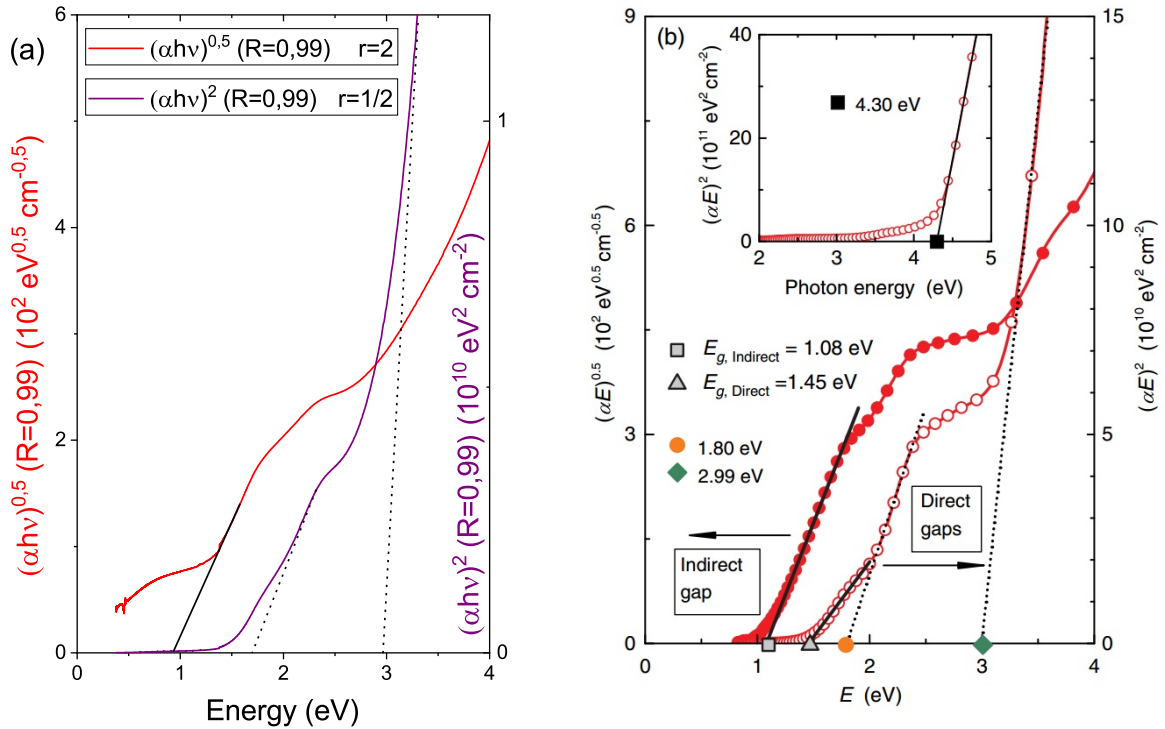 (a)
(αhν)^0,5 (R=0,99) r=2
(αhν)^2 (R=0,99) r=1/2
(αhν)^0,5 (R=0,99) (10^2 eV^0,5 cm^-0,5)
6
4
2
0
(αhν)^2 (R=0,99) (10^10 eV^2 cm^-2)
1
0
0 1 2 3 4
Energy (eV)
(b)
(αE)^0.5 (10^2 eV^0.5 cm^-0.5)
9
6
3
0
(αE)^2 (10^11 eV^2 cm^-2)
40
20
0
4.30 eV
2 3 4 5
Photon energy (eV)
E_g, Indirect = 1.08 eV
E_g, Direct =1.45 eV
1.80 eV
2.99 eV
Indirect
gap
Direct
gaps
15
10
5
0
(αE)^2 (10^10 eV^2 cm^-2)
0 1 2 3 4
E (eV)